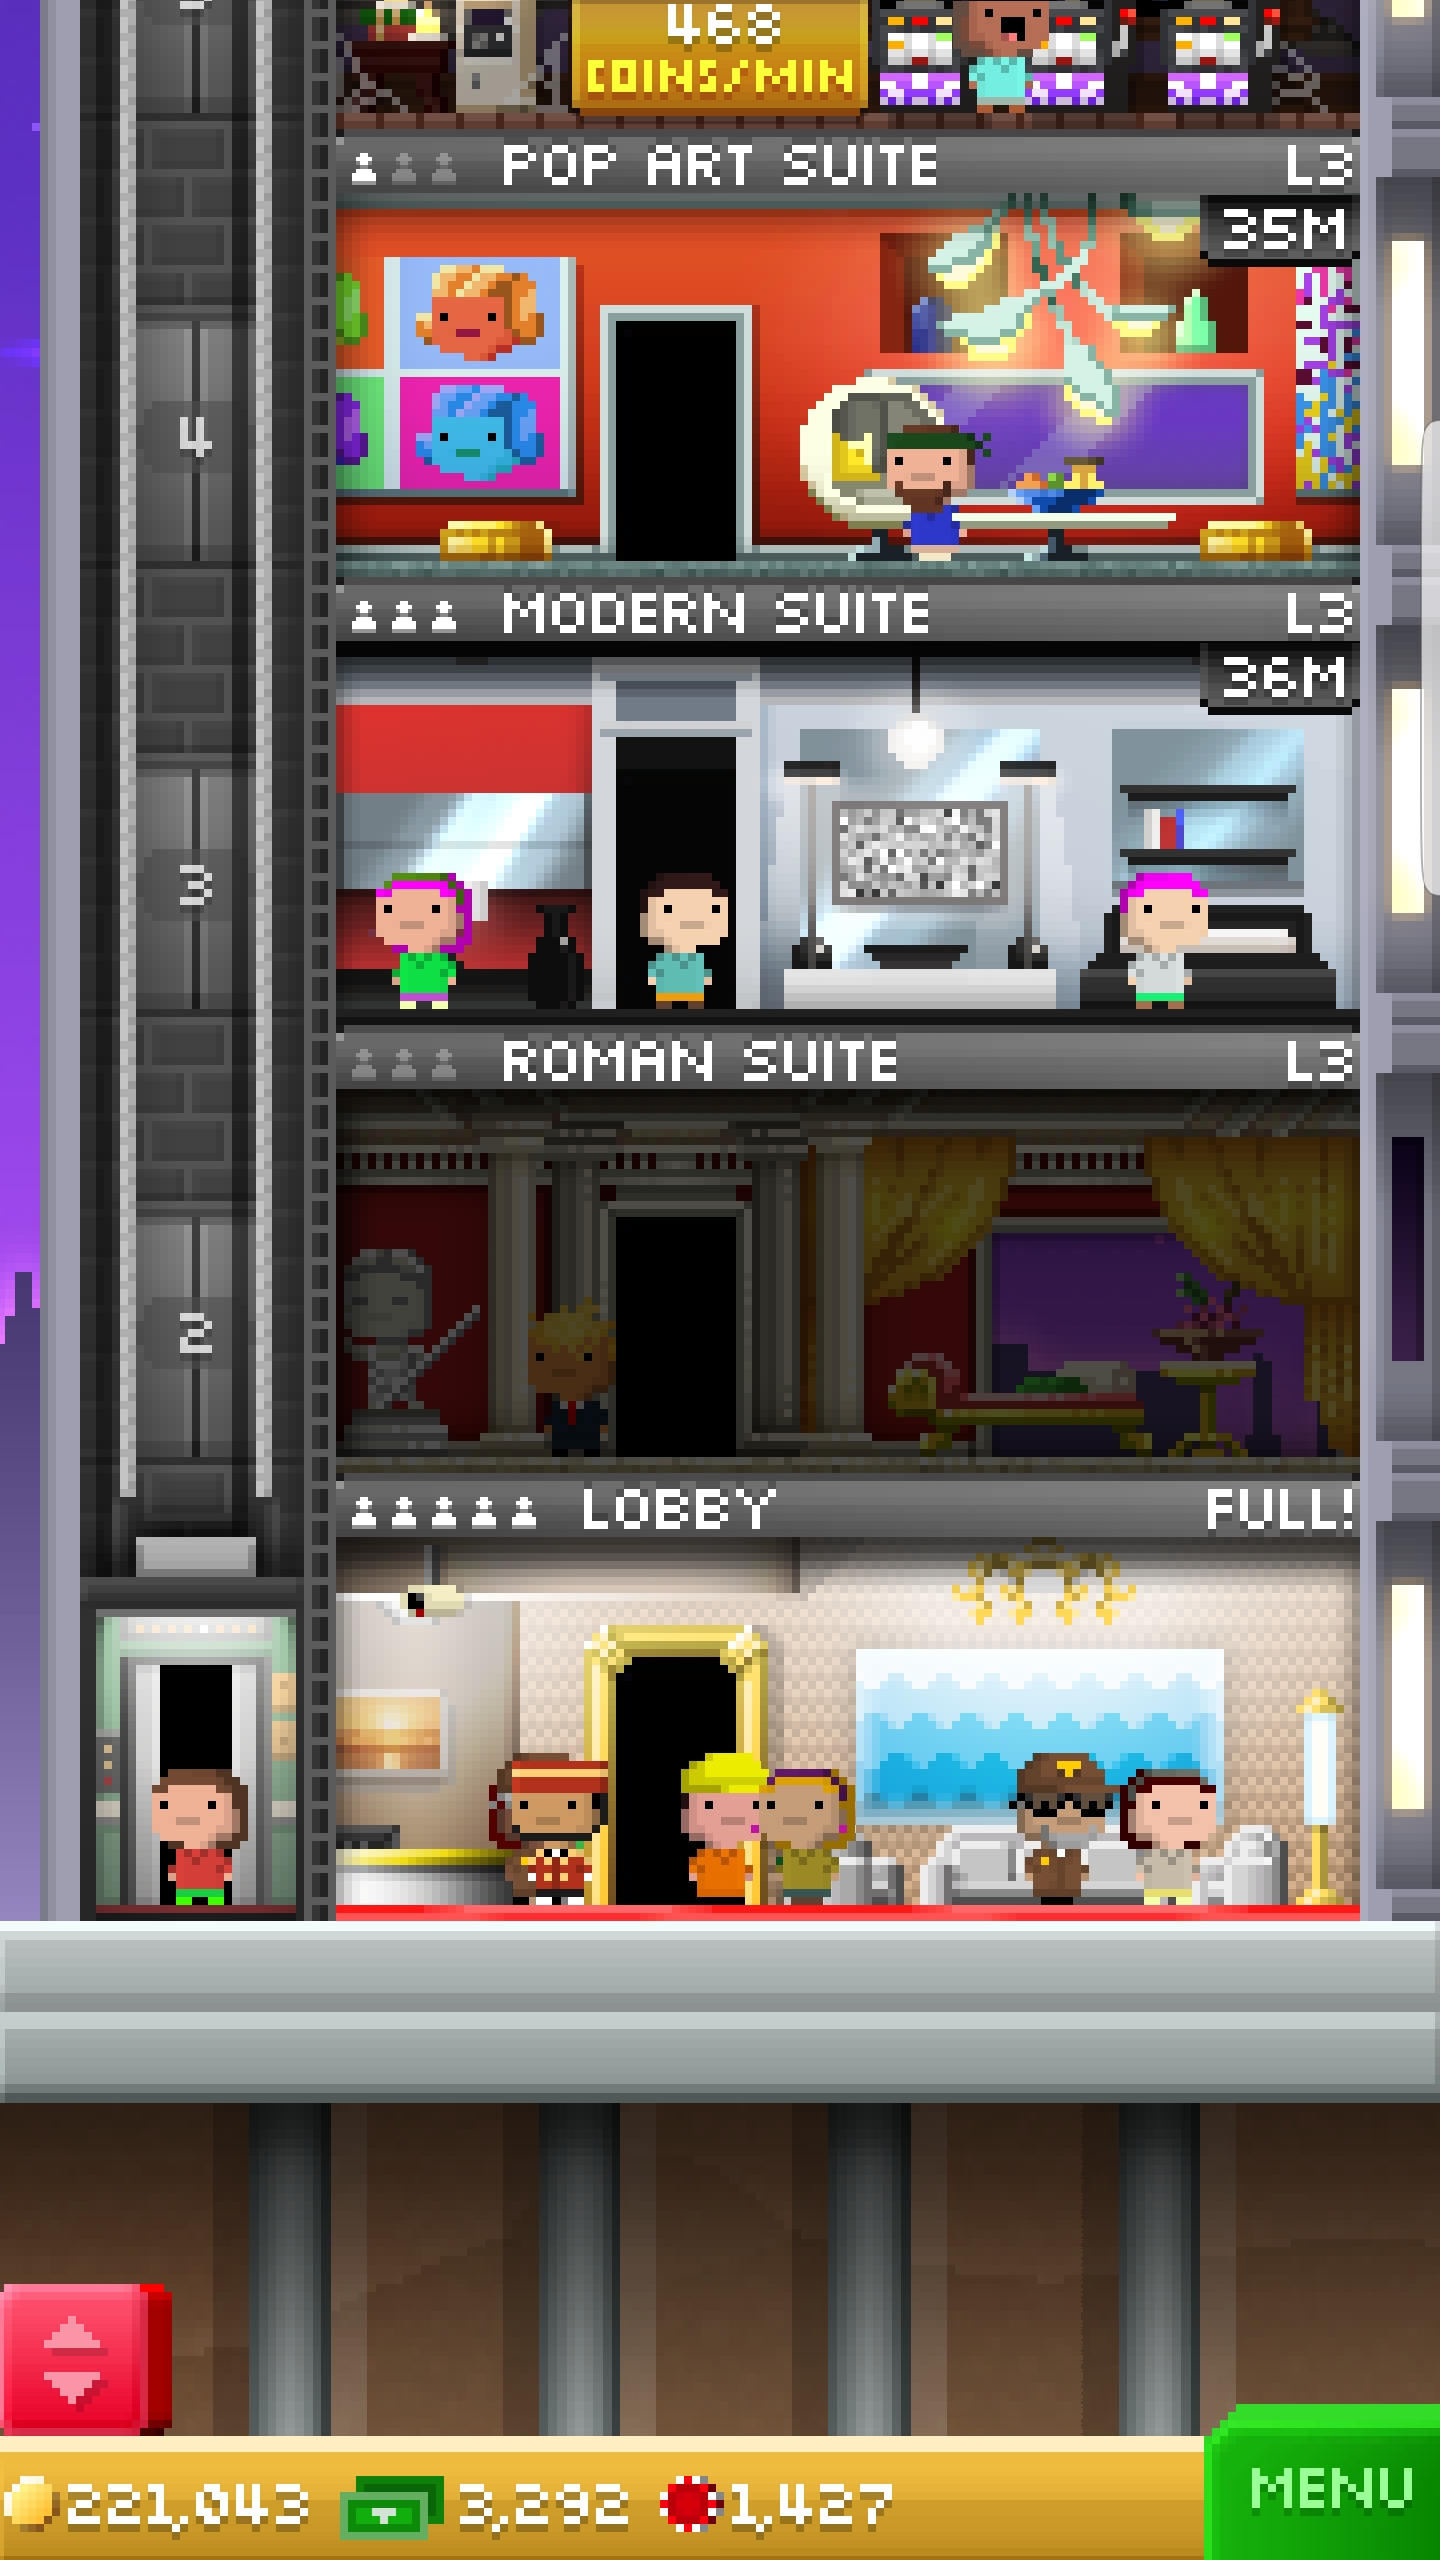 468
COINS/MIN
POP ART SUITE L3
35M
4
MODERN SUITE L3
36M
3
ROMAN SUITE L3
2
LOBBY FULL!
221,043 3,292 1,427
MENU